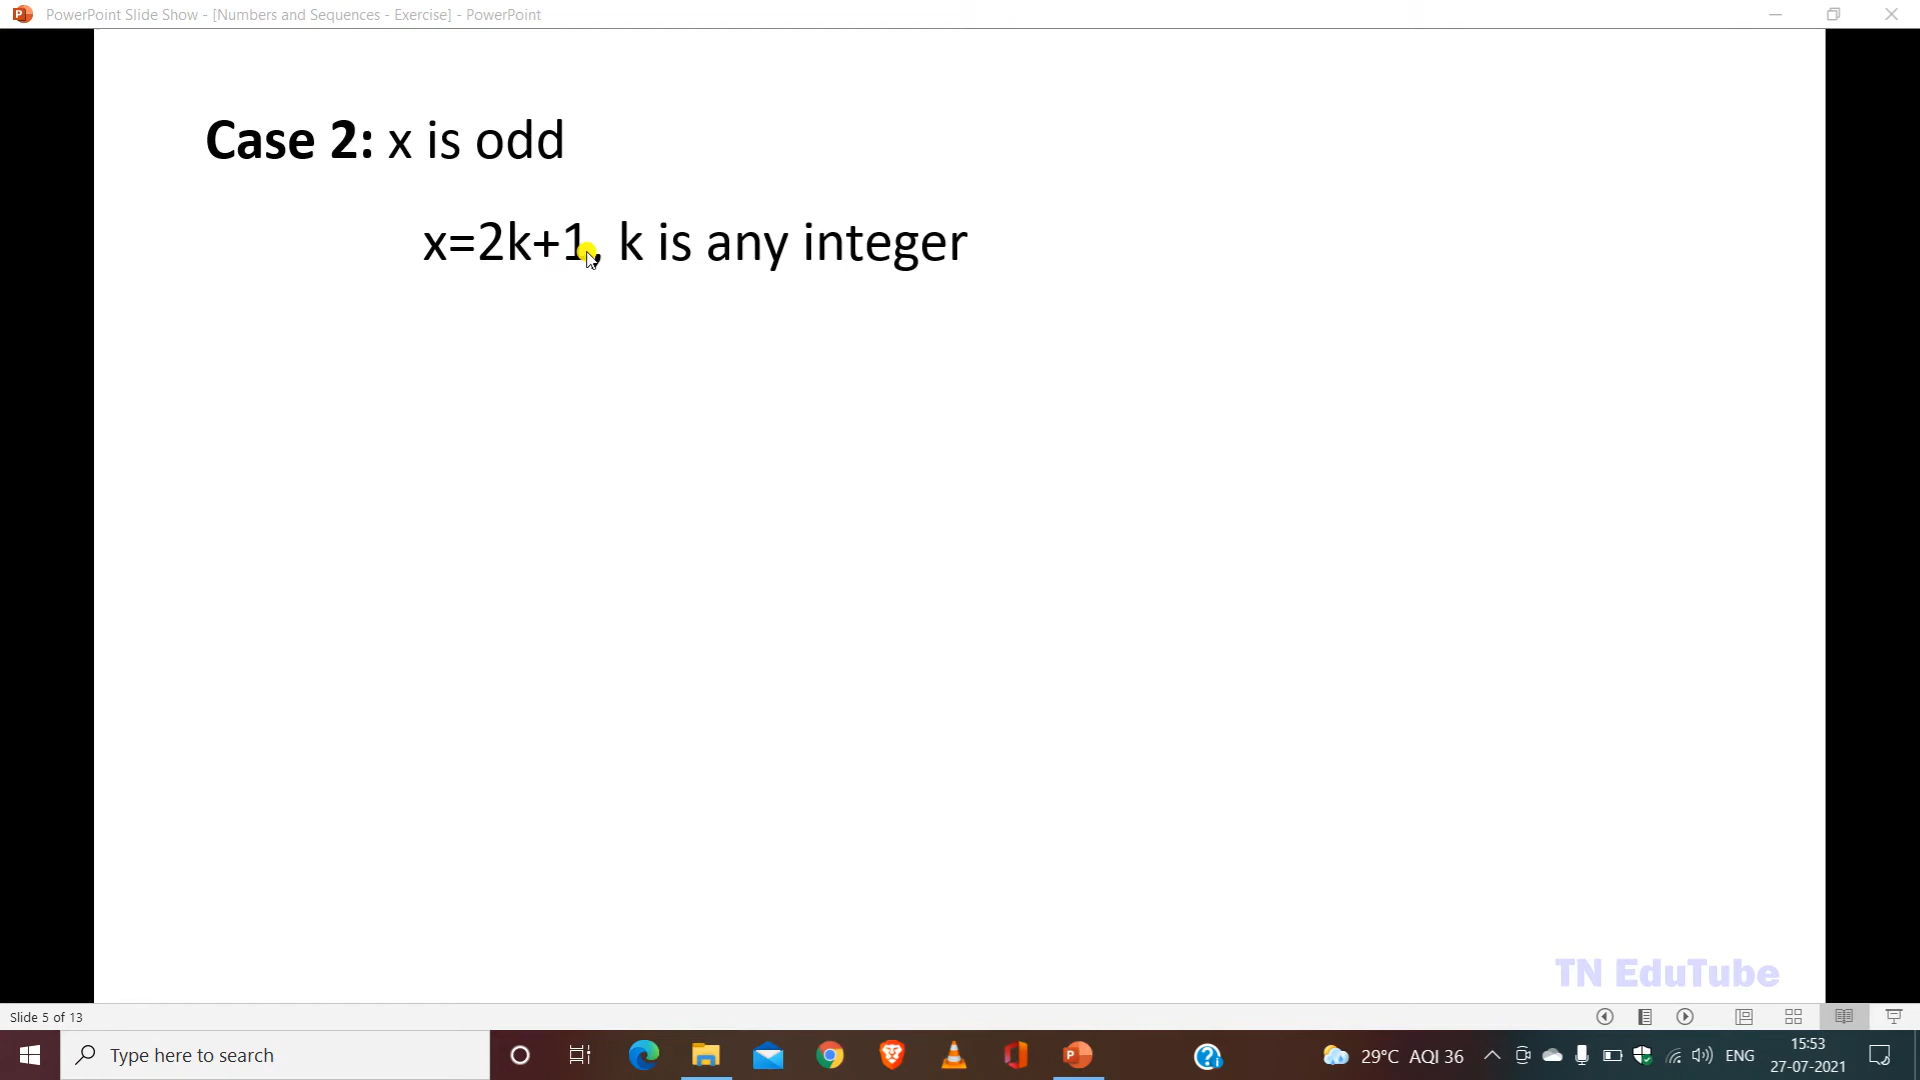 PowerPoint Slide Show - [Numbers and Sequences - Exercise] - PowerPoint
Case 2: x is odd
x=2k+1, k is any integer
TN EduTube
Slide 5 of 13
Type here to search
29°C AQI 36
ENG
15:53
27-07-2021